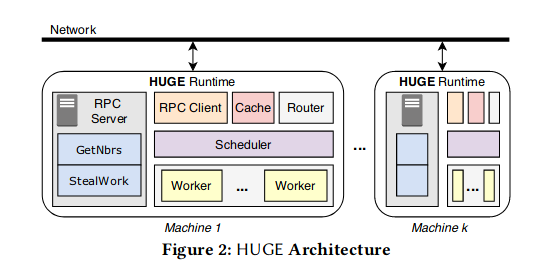 Network
HUGE Runtime
RPC
Server
GetNbrs
StealWork
RPC Client
Cache
Router
Scheduler
Worker
...
Worker
Machine 1
...
HUGE Runtime
...
Machine k
Figure 2: HUGE Architecture